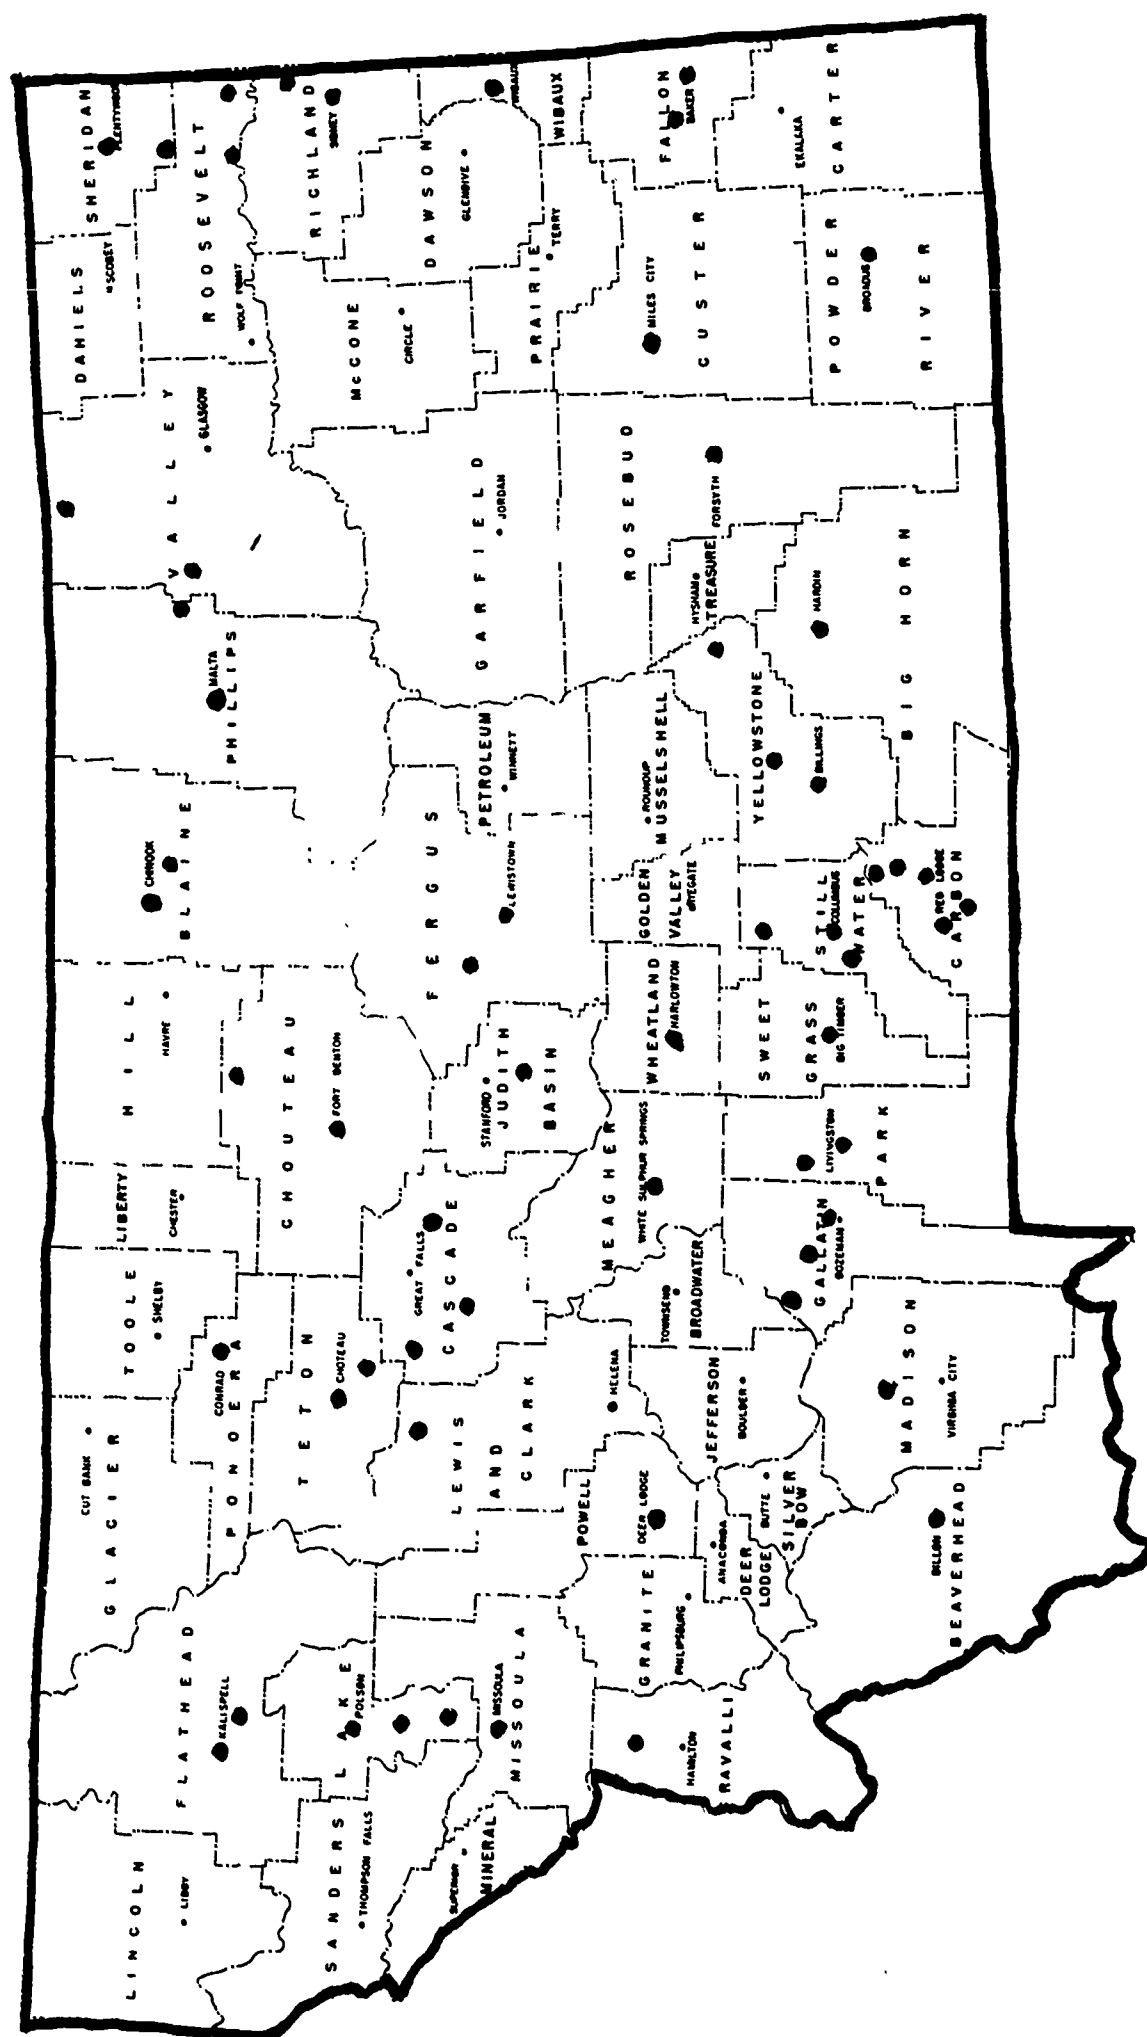 LINCOLN
LIBBY
FLATHEAD
KALISPELL
GLACIER
CUT BANK
TOOLE
SHELBY
LIBERTY
CHESTER
HILL
HAVRE
BLAINE
CHINOOK
PHILLIPS
MALTA
VALLEY
GLASGOW
DANIELS
SCOBEY
SHERIDAN
PLENTYWOOD
ROOSEVELT
WOLF POINT
SANDERS
THOMPSON FALLS
LAKE
POLSON
PONDERA
CONRAD
TETON
CHOTEAU
CHOUTEAU
FORT BENTON
McCONE
CIRCLE
RICHLAND
SIDNEY
MINERAL
SUPERIOR
MISSOULA
MISSOULA
LEWIS
AND
CLARK
HELENA
CASCADE
GREAT FALLS
JUDITH
BASIN
STANFORD
FERGUS
LEWISTOWN
PETROLEUM
WINNETT
GARFIELD
JORDAN
DAWSON
GLENDIVE
PRAIRIE
TERRY
WIBAUX
WIBAUX
POWELL
DEER LODGE
GRANITE
PHILIPSBURG
RAVALLI
HAMILTON
DEER
LODGE
ANACONDA
SILVER
BOW
BUTTE
JEFFERSON
BOULDER
BROADWATER
TOWNSEND
MEAGHER
WHITE SULPHUR SPRINGS
WHEATLAND
HARLOWTON
GOLDEN
VALLEY
RYEGATE
MUSSELSHELL
ROUNDUP
TREASURE
HYSHAM
ROSEBUD
FORSYTH
CUSTER
MILES CITY
FALLON
BAKER
BEAVERHEAD
DILLON
MADISON
VIRGINIA CITY
GALLATIN
BOZEMAN
PARK
LIVINGSTON
SWEET
GRASS
BIG TIMBER
STILL
WATER
COLUMBUS
CARBON
RED LODGE
YELLOWSTONE
BILLINGS
BIG HORN
HARDIN
POWDER
RIVER
BROADUS
CARTER
EKALAKA